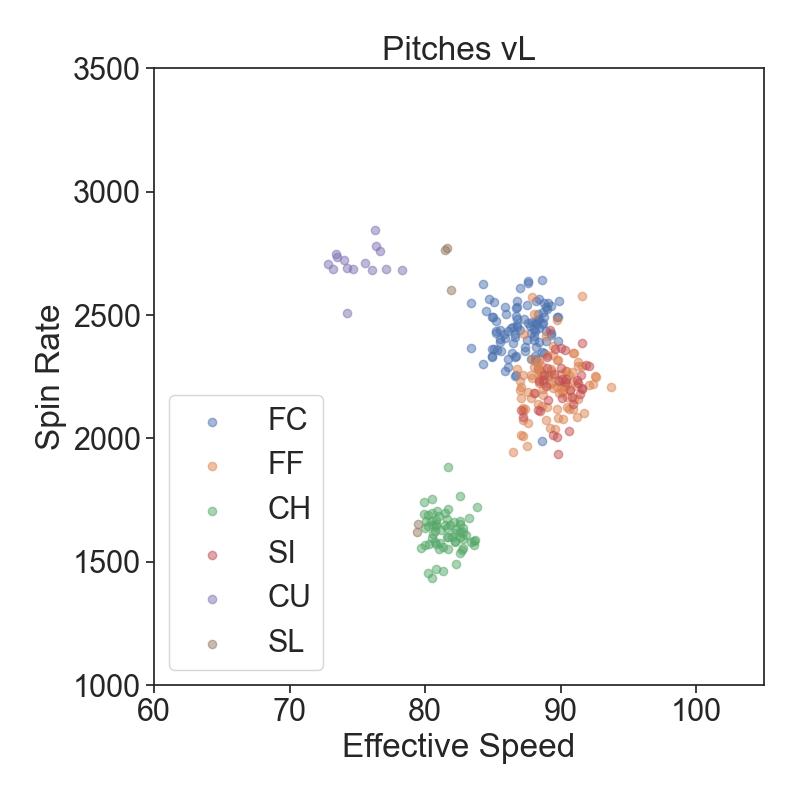 Pitches vL
3500
3000
2500
2000
1500
1000
Spin Rate
FC
FF
CH
SI
CU
SL
60 70 80 90 100
Effective Speed